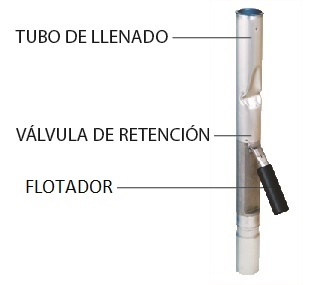 TUBO DE LLENADO
VÁLVULA DE RETENCIÓN
FLOTADOR